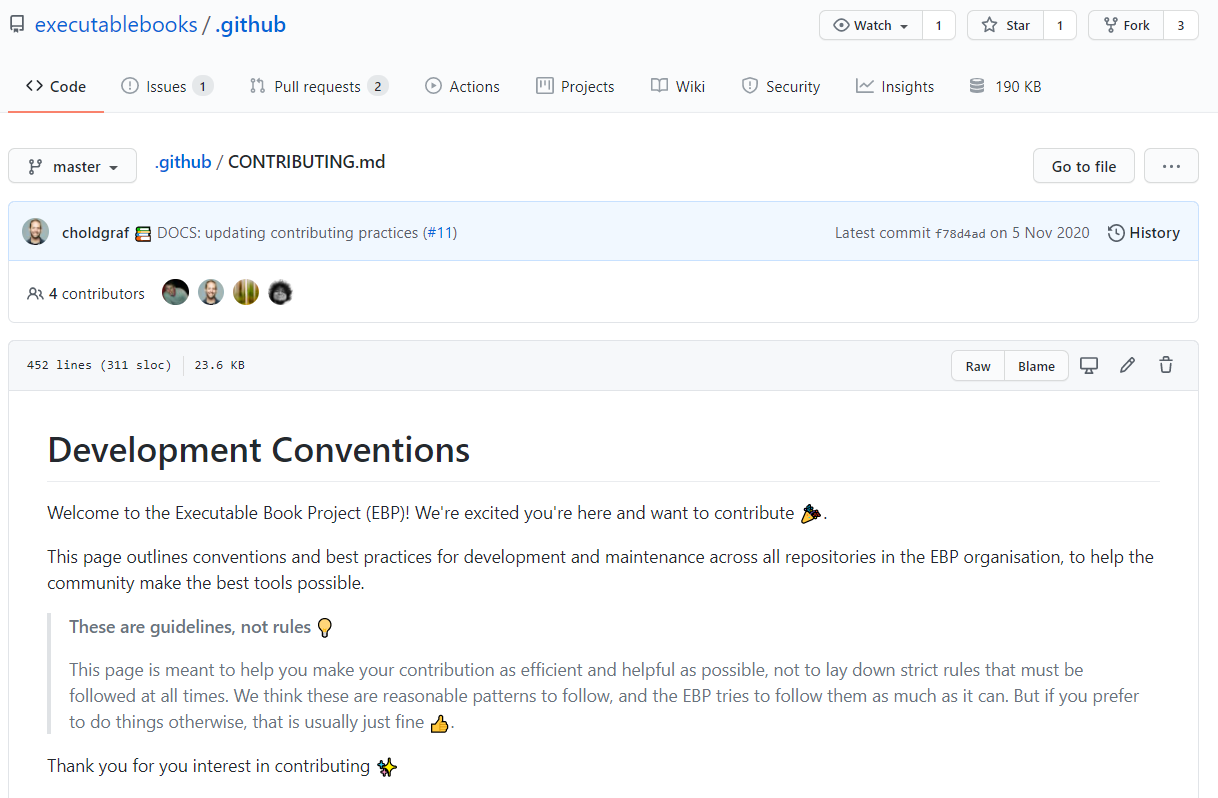 executablebooks / .github
Watch 1 Star 1 Fork 3
Code Issues 1 Pull requests 2 Actions Projects Wiki Security Insights 190 KB
master .github / CONTRIBUTING.md Go to file ...
choldgraf 📚 DOCS: updating contributing practices (#11) Latest commit f78d4ad on 5 Nov 2020 History
4 contributors
452 lines (311 sloc) 23.6 KB Raw Blame
Development Conventions
Welcome to the Executable Book Project (EBP)! We're excited you're here and want to contribute 🎉.
This page outlines conventions and best practices for development and maintenance across all repositories in the EBP organisation, to help the
community make the best tools possible.
These are guidelines, not rules 💡
This page is meant to help you make your contribution as efficient and helpful as possible, not to lay down strict rules that must be
followed at all times. We think these are reasonable patterns to follow, and the EBP tries to follow them as much as it can. But if you prefer
to do things otherwise, that is usually just fine 👍.
Thank you for you interest in contributing ✨